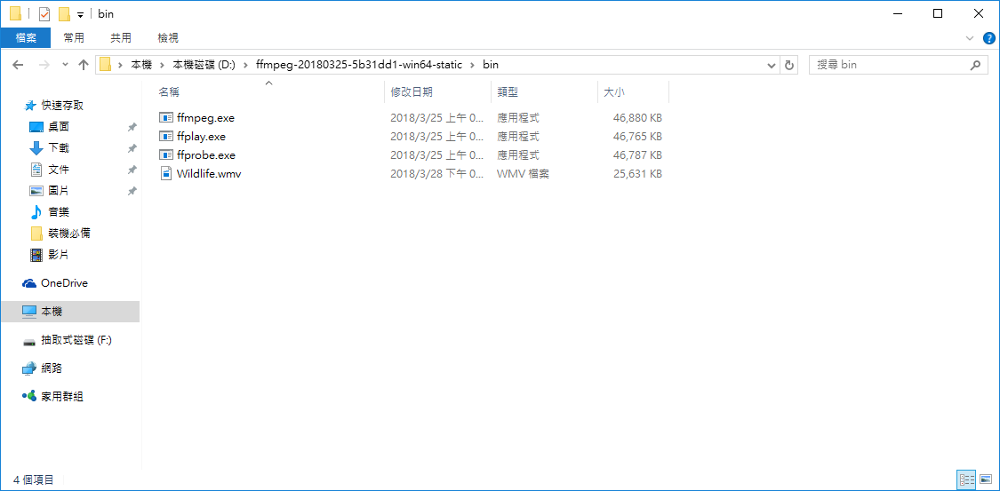 bin
檔案 常用 共用 檢視
本機 本機磁碟 (D:) ffmpeg-20180325-5b31dd1-win64-static bin 搜尋 bin
名稱 修改日期 類型 大小
ffmpeg.exe 2018/3/25 上午 0... 應用程式 46,880 KB
ffplay.exe 2018/3/25 上午 0... 應用程式 46,765 KB
ffprobe.exe 2018/3/25 上午 0... 應用程式 46,787 KB
Wildlife.wmv 2018/3/28 下午 0... WMV 檔案 25,631 KB
快速存取
桌面
下載
文件
圖片
音樂
裝機必備
影片
OneDrive
本機
抽取式磁碟 (F:)
網路
家用群組
4 個項目